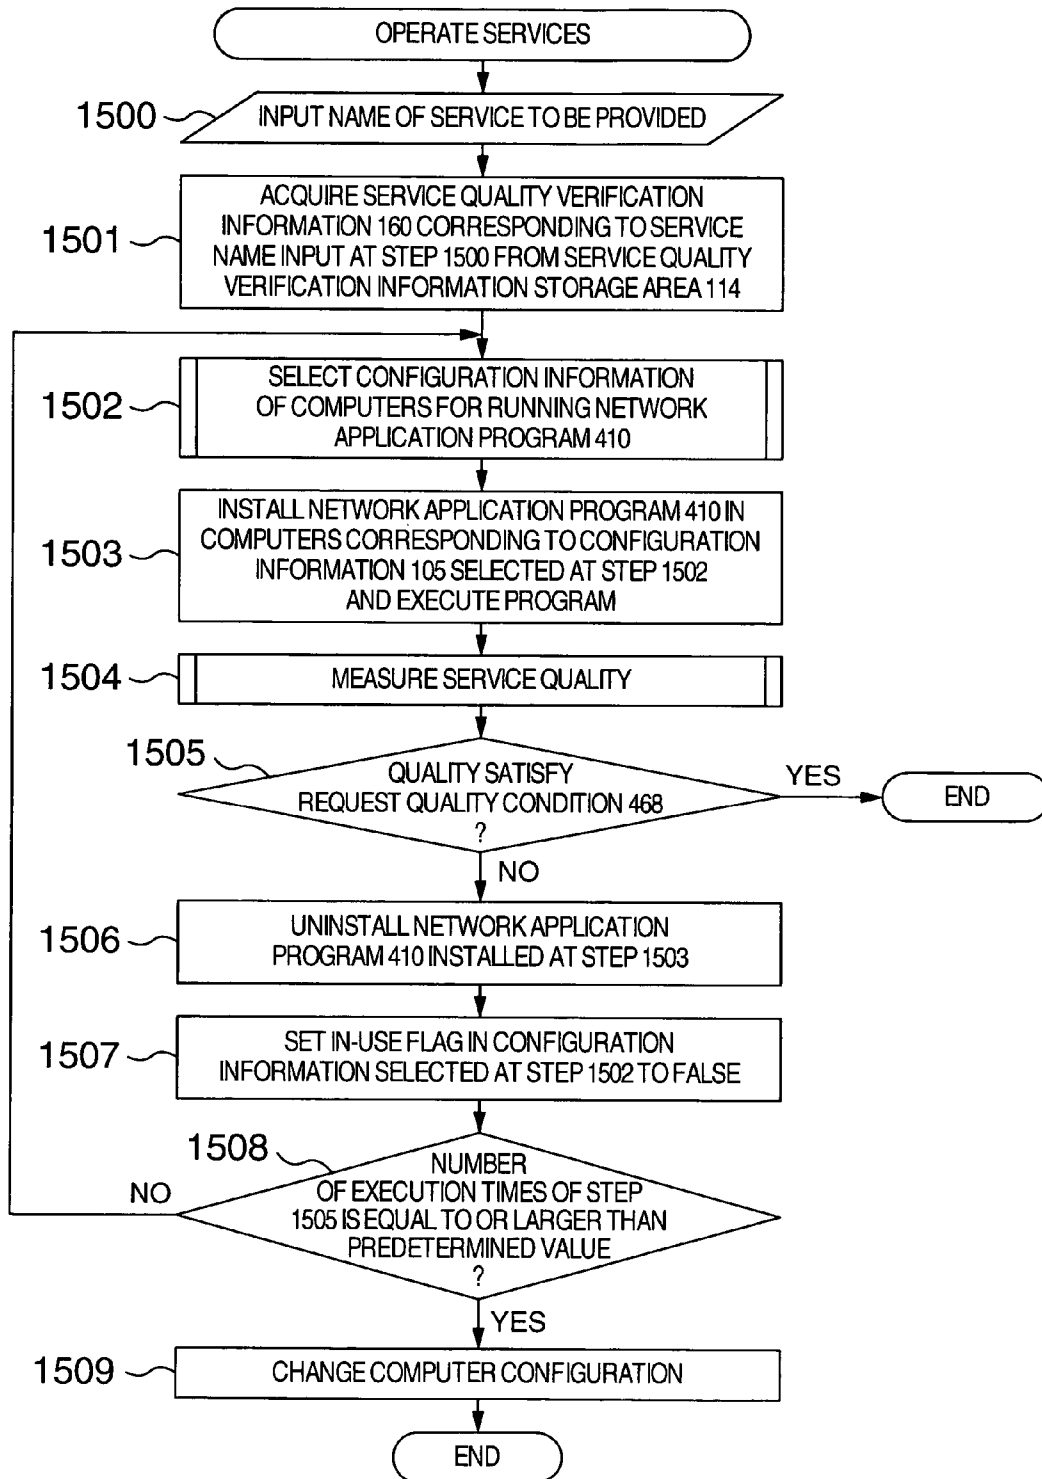 OPERATE SERVICES
1500
INPUT NAME OF SERVICE TO BE PROVIDED
1501
ACQUIRE SERVICE QUALITY VERIFICATION
INFORMATION 160 CORRESPONDING TO SERVICE
NAME INPUT AT STEP 1500 FROM SERVICE QUALITY
VERIFICATION INFORMATION STORAGE AREA 114
1502
SELECT CONFIGURATION INFORMATION
OF COMPUTERS FOR RUNNING NETWORK
APPLICATION PROGRAM 410
1503
INSTALL NETWORK APPLICATION PROGRAM 410 IN
COMPUTERS CORRESPONDING TO CONFIGURATION
INFORMATION 105 SELECTED AT STEP 1502
AND EXECUTE PROGRAM
1504
MEASURE SERVICE QUALITY
1505
QUALITY SATISFY
REQUEST QUALITY CONDITION 468
?
YES
END
NO
1506
UNINSTALL NETWORK APPLICATION
PROGRAM 410 INSTALLED AT STEP 1503
1507
SET IN-USE FLAG IN CONFIGURATION
INFORMATION SELECTED AT STEP 1502 TO FALSE
1508
NO
NUMBER
OF EXECUTION TIMES OF STEP
1505 IS EQUAL TO OR LARGER THAN
PREDETERMINED VALUE
?
YES
1509
CHANGE COMPUTER CONFIGURATION
END